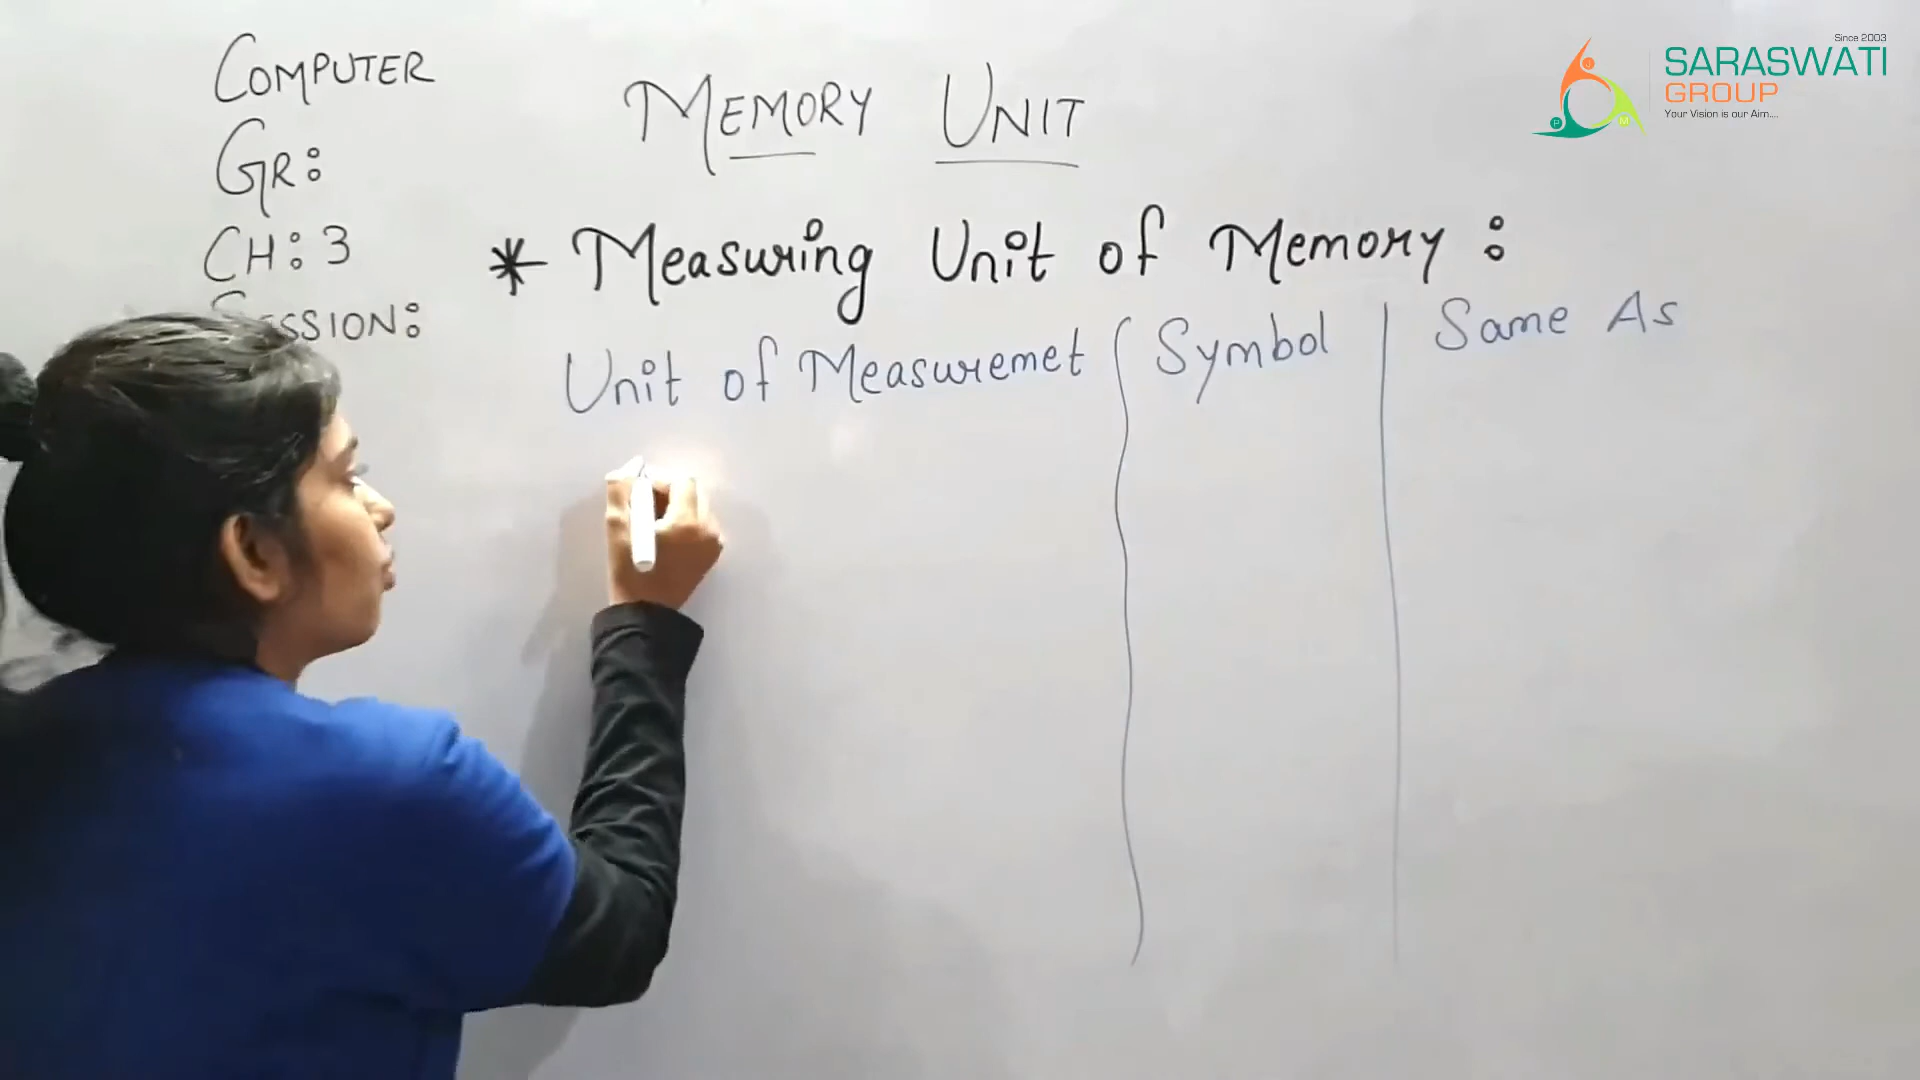 COMPUTER
GR:
CH: 3
MEMORY UNIT
* Measuring Unit of Memory :
Unit of Measuremet
Symbol
Same As
Since 2003
SARASWATI
GROUP
Your Vision is our Aim....
P
M